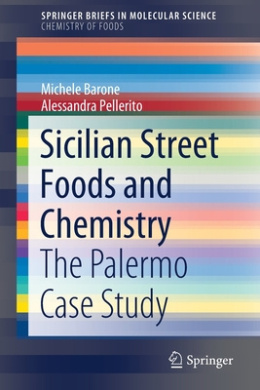 SPRINGER BRIEFS IN MOLECULAR SCIENCE
CHEMISTRY OF FOODS
Michele Barone
Alessandra Pellerito
Sicilian Street
Foods and
Chemistry
The Palermo
Case Study
Springer